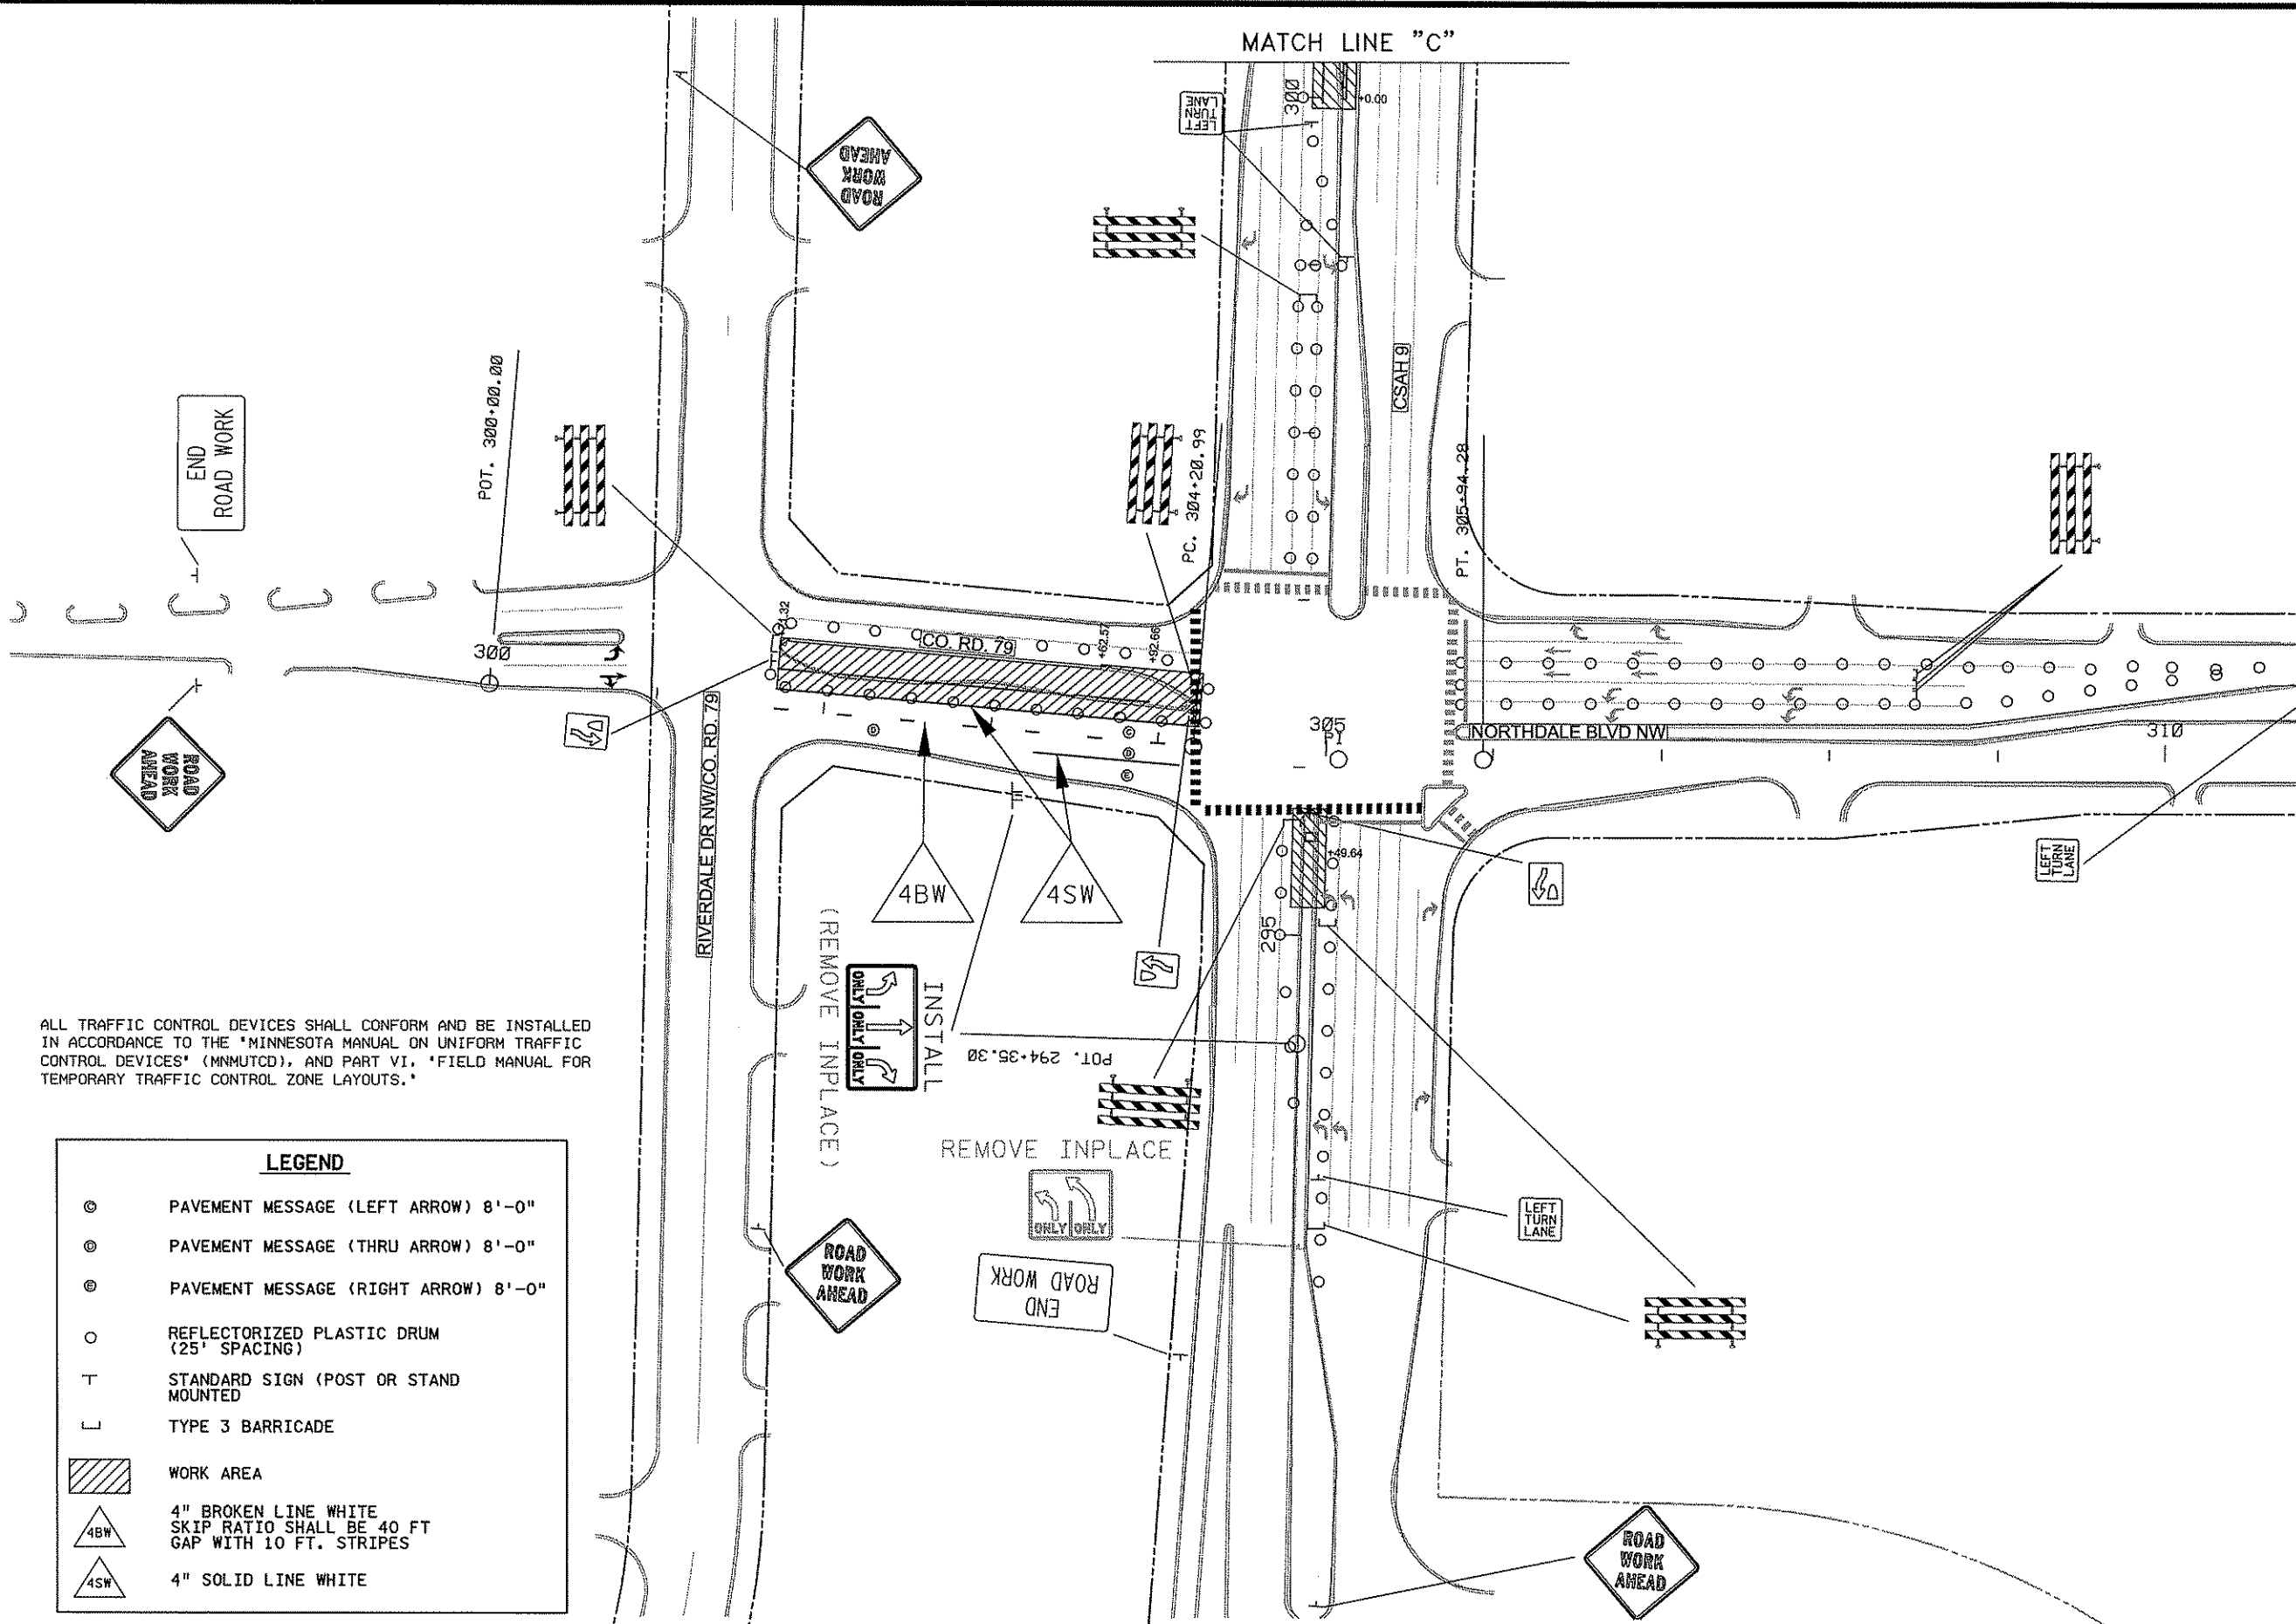 MATCH LINE "C"
LEFT
TURN
LANE
300
+0.00
ROAD
WORK
AHEAD
END
ROAD WORK
POT. 300+00.00
PC. 304+20.99
CSAH 9
PT. 305+94.28
300
CO. RD. 79
+62.57
+92.66
ROAD
WORK
AHEAD
RIVERDALE DR NW/CO. RD. 79
305
PI
NORTHDALE BLVD NW
310
D
C
D
E
4BW
4SW
+49.64
295
LEFT
TURN
LANE
INSTALL
ONLY ONLY ONLY
(REMOVE INPLACE)
POT. 294+35.30
REMOVE INPLACE
ONLY ONLY
LEFT
TURN
LANE
END
ROAD WORK
ROAD
WORK
AHEAD
ROAD
WORK
AHEAD
ALL TRAFFIC CONTROL DEVICES SHALL CONFORM AND BE INSTALLED
IN ACCORDANCE TO THE "MINNESOTA MANUAL ON UNIFORM TRAFFIC
CONTROL DEVICES" (MNMUTCD), AND PART VI, "FIELD MANUAL FOR
TEMPORARY TRAFFIC CONTROL ZONE LAYOUTS."
LEGEND
C PAVEMENT MESSAGE (LEFT ARROW) 8'-0"
D PAVEMENT MESSAGE (THRU ARROW) 8'-0"
E PAVEMENT MESSAGE (RIGHT ARROW) 8'-0"
REFLECTORIZED PLASTIC DRUM
(25' SPACING)
STANDARD SIGN (POST OR STAND
MOUNTED
TYPE 3 BARRICADE
WORK AREA
4BW 4" BROKEN LINE WHITE
SKIP RATIO SHALL BE 40 FT
GAP WITH 10 FT. STRIPES
4SW 4" SOLID LINE WHITE